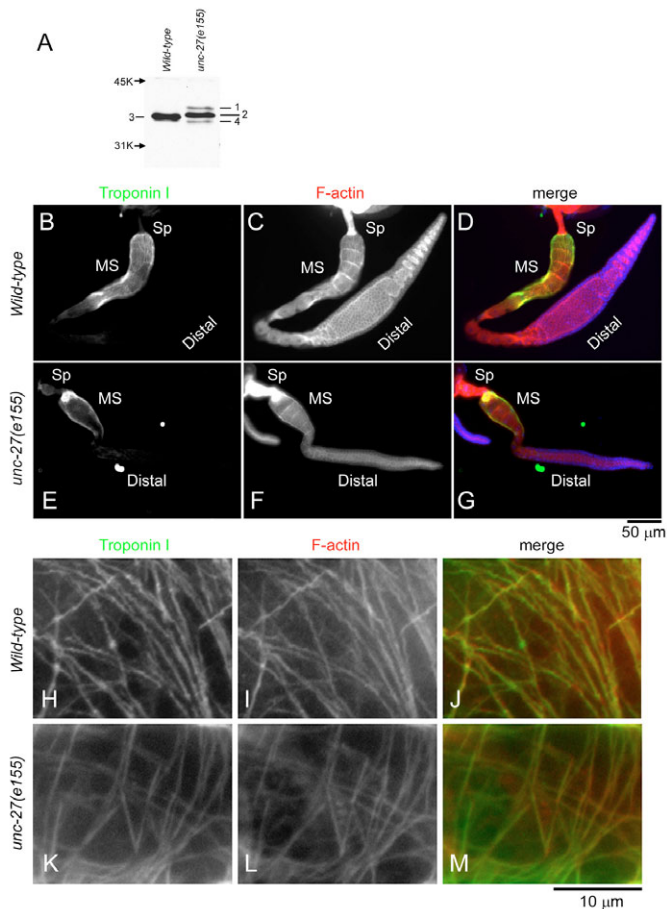 A
Wild-type
unc-27(e155)
45K
1
3
2
4
31K
Troponin I
F-actin
merge
Wild-type
B
Sp
MS
Distal
C
Sp
MS
Distal
D
Sp
MS
Distal
unc-27(e155)
Sp
MS
Distal
E
Sp
MS
Distal
F
Sp
MS
Distal
G
50 μm
Troponin I
F-actin
merge
Wild-type
H
I
J
unc-27(e155)
K
L
M
10 μm